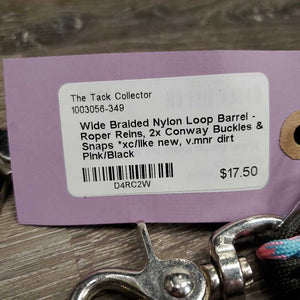 The Tack Collector
1003056-349
Wide Braided Nylon Loop Barrel -
Roper Reins, 2x Conway Buckles &
Snaps *xc/like new, v.mnr dirt
Pink/Black
$17.50
D4RC2W